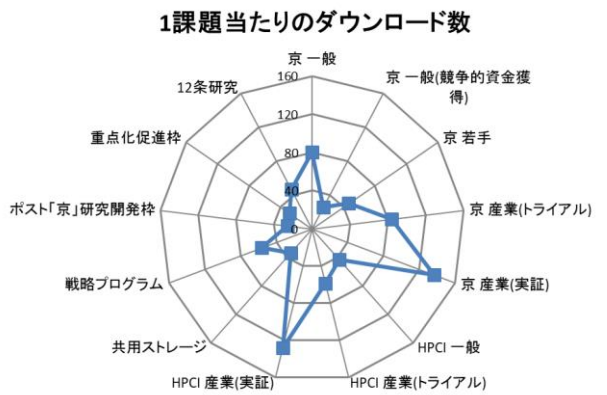 1課題当たりのダウンロード数
京 一般
京 一般(競争的資金獲
得)
京 若手
京 産業(トライアル)
京 産業(実証)
HPCI 一般
HPCI 産業(トライアル)
HPCI 産業(実証)
共用ストレージ
戦略プログラム
ポスト「京」研究開発枠
重点化促進枠
12条研究
160
120
80
40
0